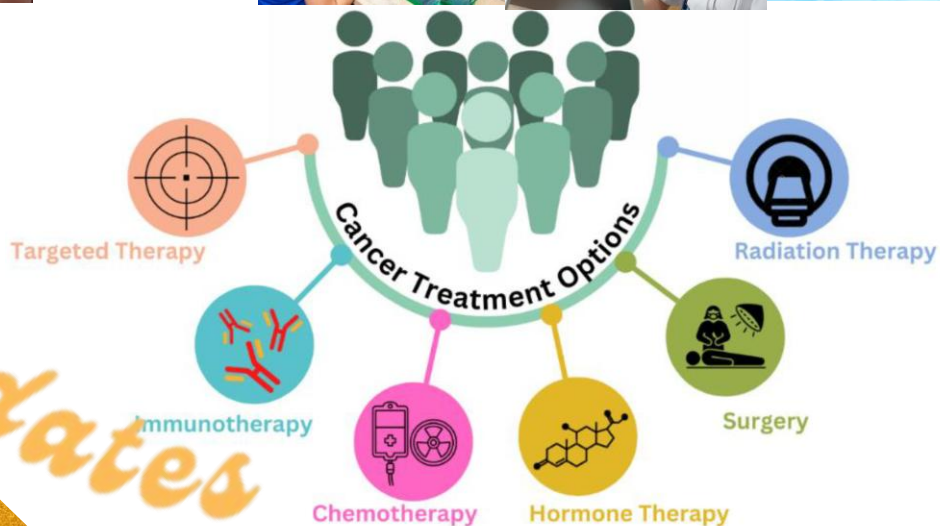 Cancer Treatment Options
Targeted Therapy
Radiation Therapy
Immunotherapy
Surgery
Chemotherapy
Hormone Therapy